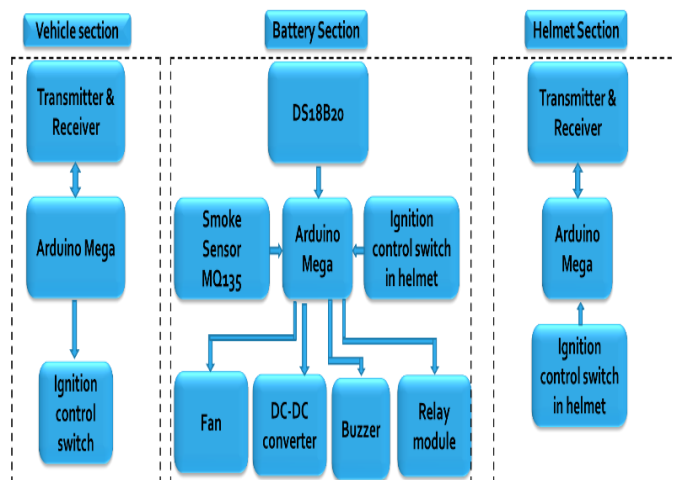 Vehicle section
Transmitter &
Receiver
Arduino Mega
Ignition
control
switch
Battery Section
DS18B20
Smoke
Sensor
MQ135
Arduino
Mega
Ignition
control switch
in helmet
Fan
DC-DC
converter
Buzzer
Relay
module
Helmet Section
Transmitter &
Receiver
Arduino
Mega
Ignition
control switch
in helmet